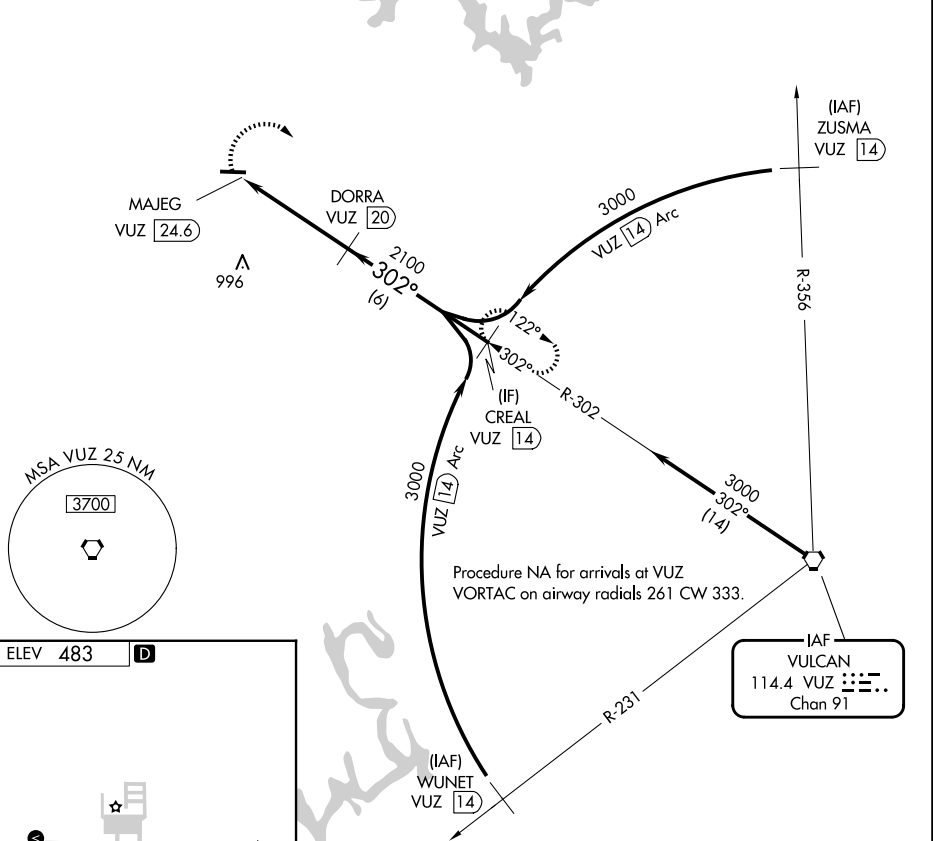 (IAF)
ZUSMA
VUZ 14
MAJEG
VUZ 24.6
DORRA
VUZ 20
3000
VUZ 14 Arc
996
2100
302°
(6)
R-356
122°
302°
R-302
(IF)
CREAL
VUZ 14
3000
VUZ 14 Arc
3000
302°
(14)
MSA VUZ 25 NM
3700
Procedure NA for arrivals at VUZ
VORTAC on airway radials 261 CW 333.
ELEV 483 D
IAF
VULCAN
114.4 VUZ
Chan 91
R-231
(IAF)
WUNET
VUZ 14